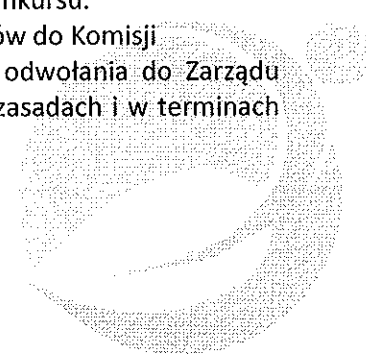 nkursu.
ów do Komisji
odwołania do Zarządu
zasadach i w terminach